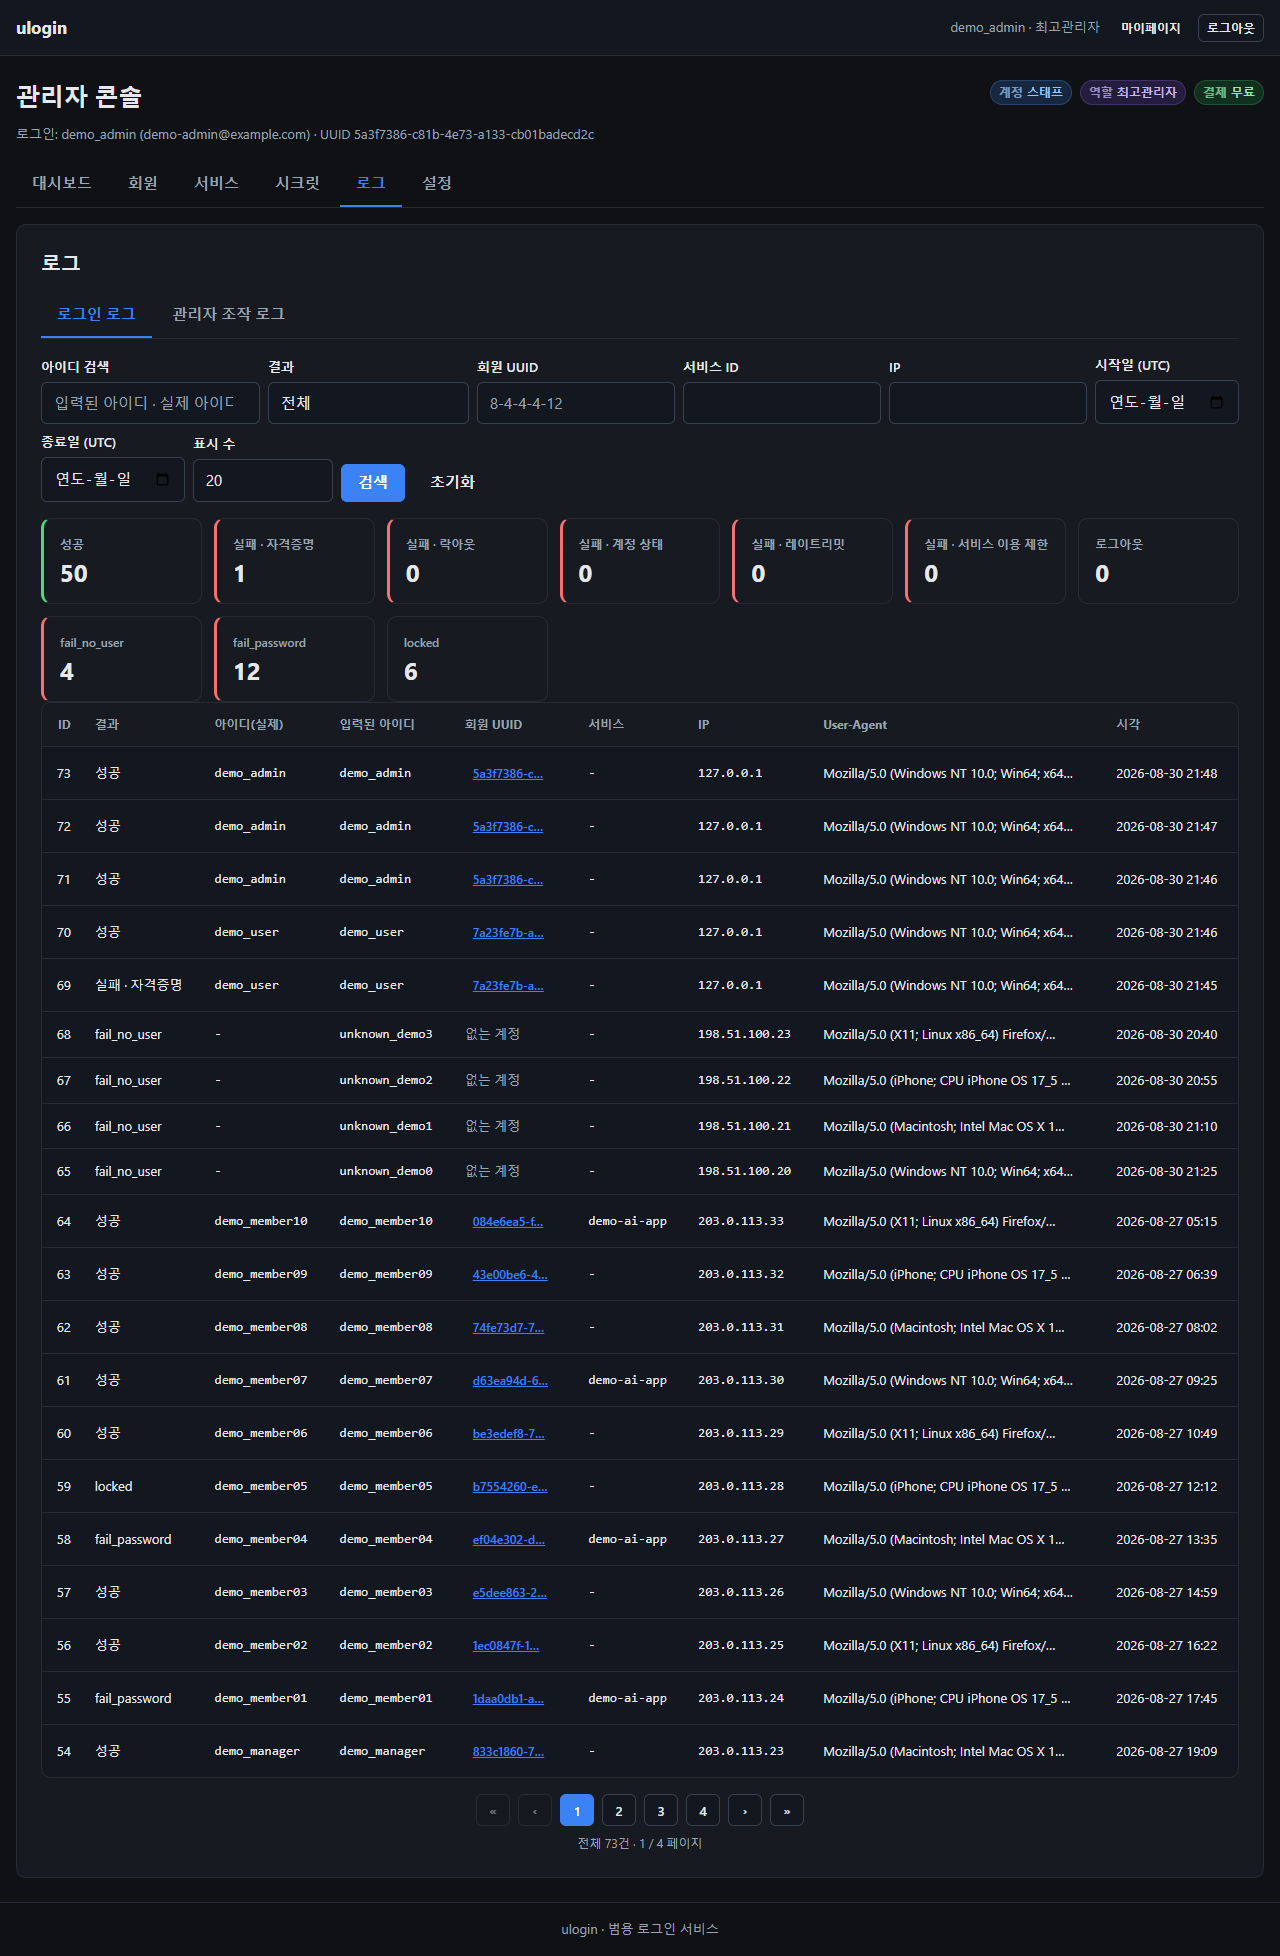 ulogin
demo_admin · 최고관리자 마이페이지 로그아웃
관리자 콘솔
계정 스태프 역할 최고관리자 결제 무료
로그인: demo_admin (demo-admin@example.com) · UUID 5a3f7386-c81b-4e73-a133-cb01badecd2c
대시보드 회원 서비스 시크릿 로그 설정
로그
로그인 로그 관리자 조작 로그
아이디 검색 결과 회원 UUID 서비스 ID IP 시작일 (UTC)
입력된 아이디 · 실제 아이디 전체 8-4-4-4-12 연도-월-일
종료일 (UTC) 표시 수
연도-월-일 20 검색 초기화
성공 실패 · 자격증명 실패 · 락아웃 실패 · 계정 상태 실패 · 레이트리밋 실패 · 서비스 이용 제한 로그아웃
50 1 0 0 0 0 0
fail_no_user fail_password locked
4 12 6
ID 결과 아이디(실제) 입력된 아이디 회원 UUID 서비스 IP User-Agent 시각
73 성공 demo_admin demo_admin 5a3f7386-c... - 127.0.0.1 Mozilla/5.0 (Windows NT 10.0; Win64; x64... 2026-08-30 21:48
72 성공 demo_admin demo_admin 5a3f7386-c... - 127.0.0.1 Mozilla/5.0 (Windows NT 10.0; Win64; x64... 2026-08-30 21:47
71 성공 demo_admin demo_admin 5a3f7386-c... - 127.0.0.1 Mozilla/5.0 (Windows NT 10.0; Win64; x64... 2026-08-30 21:46
70 성공 demo_user demo_user 7a23fe7b-a... - 127.0.0.1 Mozilla/5.0 (Windows NT 10.0; Win64; x64... 2026-08-30 21:46
69 실패 · 자격증명 demo_user demo_user 7a23fe7b-a... - 127.0.0.1 Mozilla/5.0 (Windows NT 10.0; Win64; x64... 2026-08-30 21:45
68 fail_no_user - unknown_demo3 없는 계정 - 198.51.100.23 Mozilla/5.0 (X11; Linux x86_64) Firefox/... 2026-08-30 20:40
67 fail_no_user - unknown_demo2 없는 계정 - 198.51.100.22 Mozilla/5.0 (iPhone; CPU iPhone OS 17_5 ... 2026-08-30 20:55
66 fail_no_user - unknown_demo1 없는 계정 - 198.51.100.21 Mozilla/5.0 (Macintosh; Intel Mac OS X 1... 2026-08-30 21:10
65 fail_no_user - unknown_demo0 없는 계정 - 198.51.100.20 Mozilla/5.0 (Windows NT 10.0; Win64; x64... 2026-08-30 21:25
64 성공 demo_member10 demo_member10 084e6ea5-f... demo-ai-app 203.0.113.33 Mozilla/5.0 (X11; Linux x86_64) Firefox/... 2026-08-27 05:15
63 성공 demo_member09 demo_member09 43e00be6-4... - 203.0.113.32 Mozilla/5.0 (iPhone; CPU iPhone OS 17_5 ... 2026-08-27 06:39
62 성공 demo_member08 demo_member08 74fe73d7-7... - 203.0.113.31 Mozilla/5.0 (Macintosh; Intel Mac OS X 1... 2026-08-27 08:02
61 성공 demo_member07 demo_member07 d63ea94d-6... demo-ai-app 203.0.113.30 Mozilla/5.0 (Windows NT 10.0; Win64; x64... 2026-08-27 09:25
60 성공 demo_member06 demo_member06 be3edef8-7... - 203.0.113.29 Mozilla/5.0 (X11; Linux x86_64) Firefox/... 2026-08-27 10:49
59 locked demo_member05 demo_member05 b7554260-e... - 203.0.113.28 Mozilla/5.0 (iPhone; CPU iPhone OS 17_5 ... 2026-08-27 12:12
58 fail_password demo_member04 demo_member04 ef04e302-d... demo-ai-app 203.0.113.27 Mozilla/5.0 (Macintosh; Intel Mac OS X 1... 2026-08-27 13:35
57 성공 demo_member03 demo_member03 e5dee863-2... - 203.0.113.26 Mozilla/5.0 (Windows NT 10.0; Win64; x64... 2026-08-27 14:59
56 성공 demo_member02 demo_member02 1ec0847f-1... - 203.0.113.25 Mozilla/5.0 (X11; Linux x86_64) Firefox/... 2026-08-27 16:22
55 fail_password demo_member01 demo_member01 1daa0db1-a... demo-ai-app 203.0.113.24 Mozilla/5.0 (iPhone; CPU iPhone OS 17_5 ... 2026-08-27 17:45
54 성공 demo_manager demo_manager 833c1860-7... - 203.0.113.23 Mozilla/5.0 (Macintosh; Intel Mac OS X 1... 2026-08-27 19:09
« ‹ 1 2 3 4 › »
전체 73건 · 1 / 4 페이지
ulogin · 범용 로그인 서비스